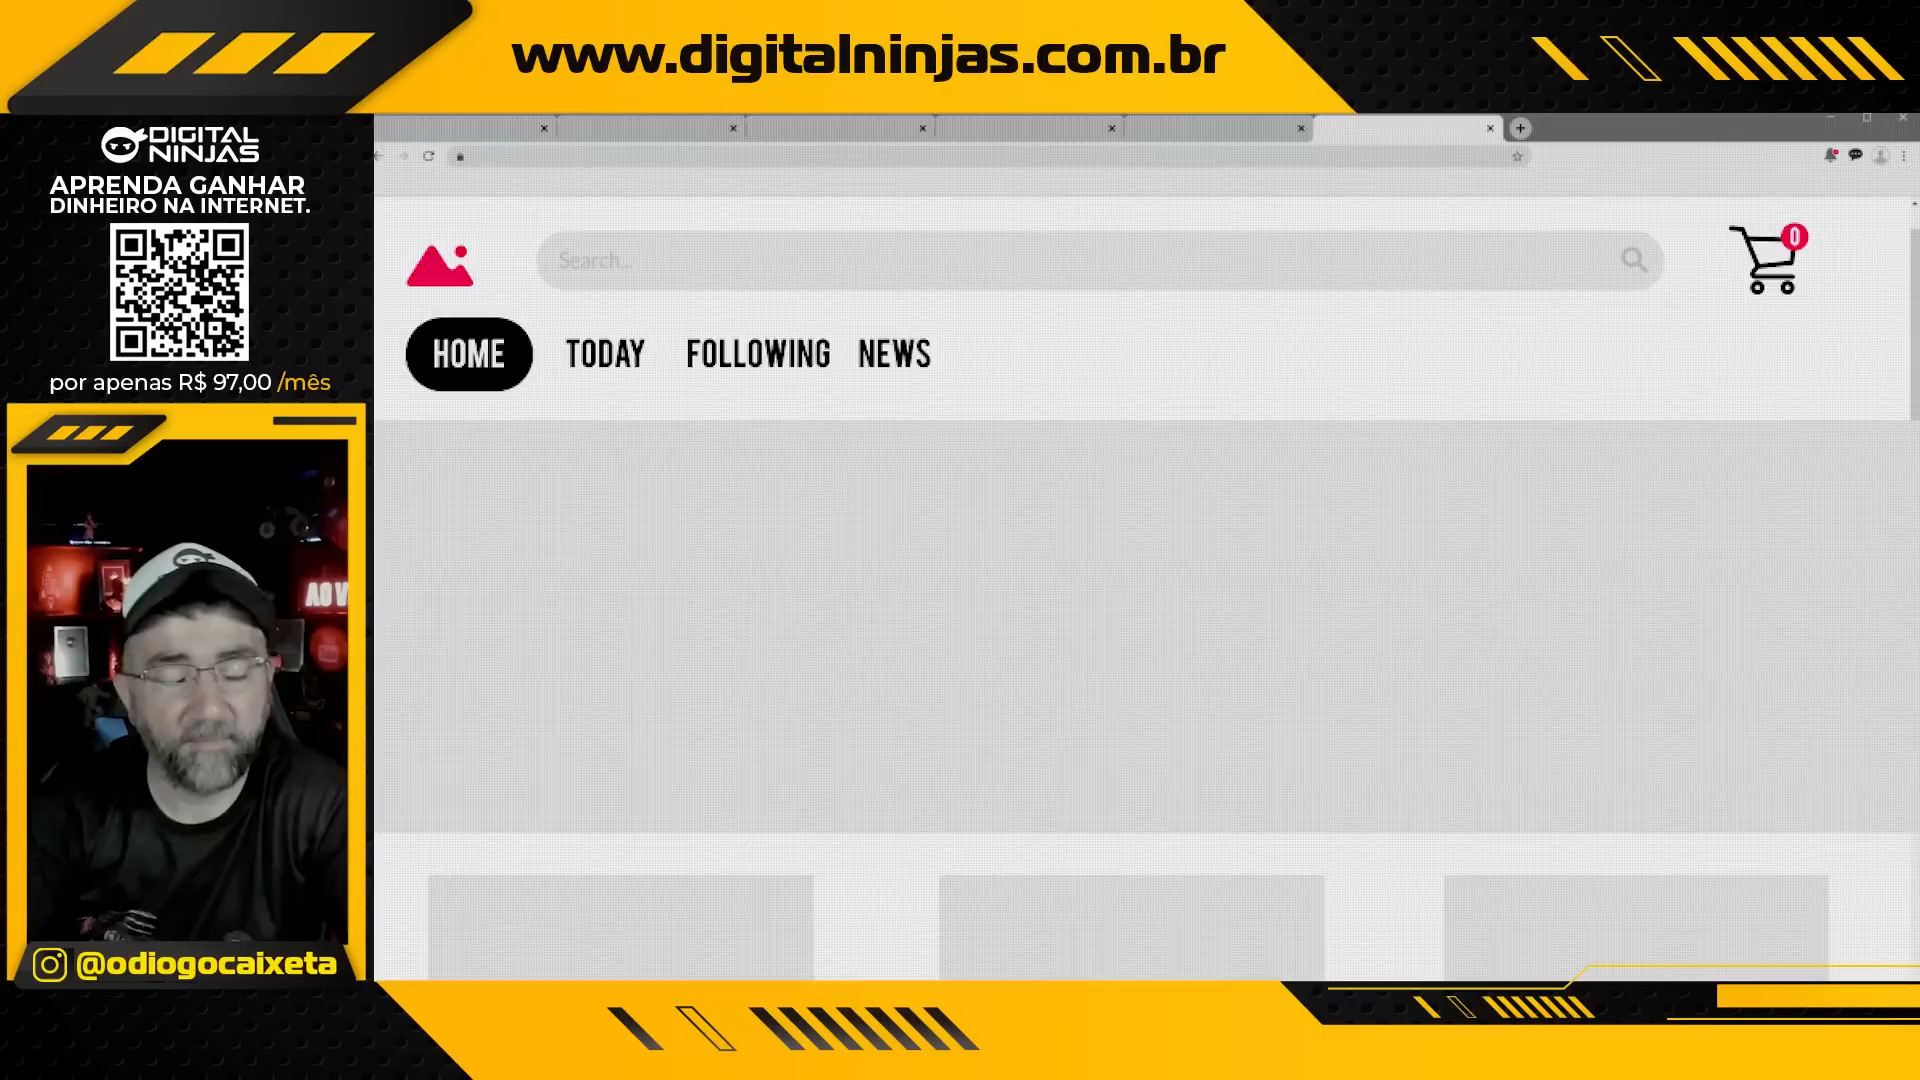 www.digitalninjas.com.br
DIGITAL
NINJAS
APRENDA GANHAR
DINHEIRO NA INTERNET.
por apenas R$ 97,00 /mês
Search...
0
HOME TODAY FOLLOWING NEWS
AO V
@odiogocaixeta